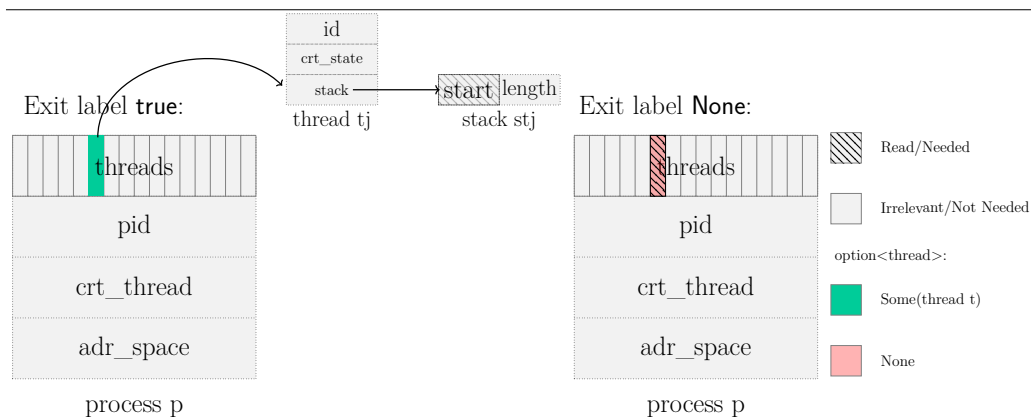 id
crt_state
stack
thread tj
start
length
stack stj
Exit label true:
threads
pid
crt_thread
adr_space
process p
Exit label None:
threads
pid
crt_thread
adr_space
process p
Read/Needed
Irrelevant/Not Needed
option<thread>:
Some(thread t)
None